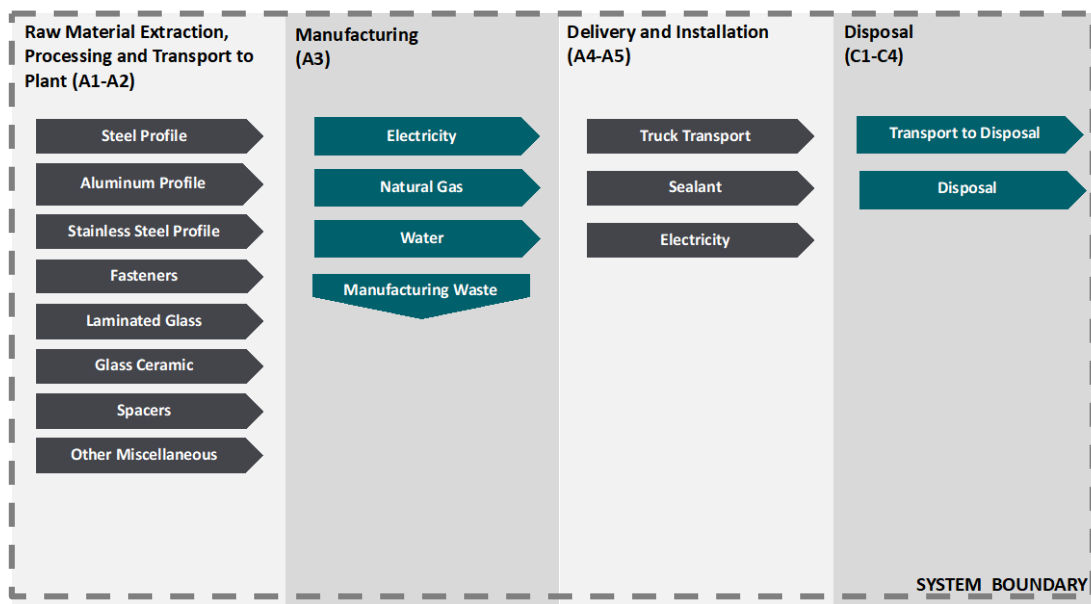 Raw Material Extraction,
Processing and Transport to
Plant (A1-A2)
Steel Profile
Aluminum Profile
Stainless Steel Profile
Fasteners
Laminated Glass
Glass Ceramic
Spacers
Other Miscellaneous
Manufacturing
(A3)
Electricity
Natural Gas
Water
Manufacturing Waste
Delivery and Installation
(A4-A5)
Truck Transport
Sealant
Electricity
Disposal
(C1-C4)
Transport to Disposal
Disposal
SYSTEM BOUNDARY